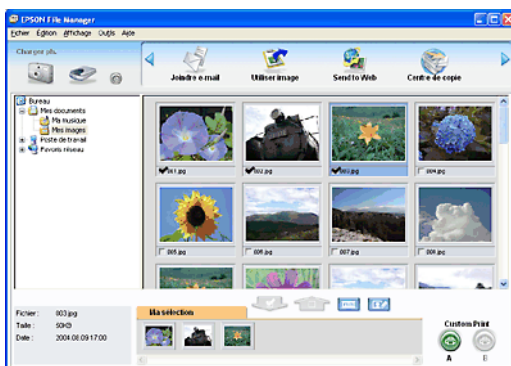 EPSON File Manager
Fichier Édition Affichage Outils Aide
Charger ph.
Joindre e-mail
Utiliser image
Send to Web
Centre de copie
Bureau
Mes documents
Ma musique
Mes images
Poste de travail
Favoris réseau
001.jpg
002.jpg
003.jpg
004.jpg
005.jpg
006.jpg
007.jpg
008.jpg
Fichier : 003.jpg
Taille : 50KB
Date : 2004.08.09 17:00
Ma sélection
Custom Print
A B